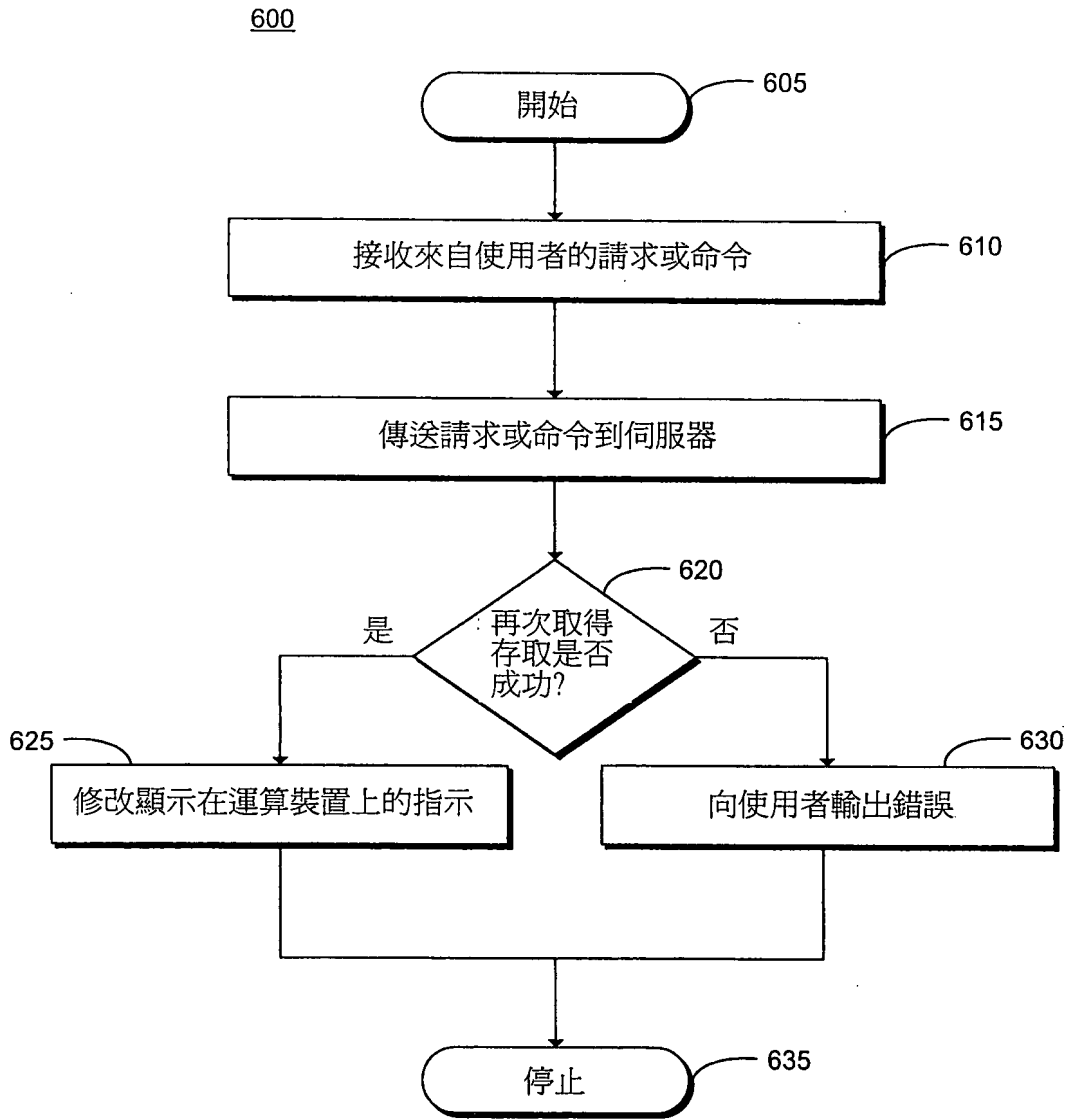 600
開始
605
接收來自使用者的請求或命令
610
傳送請求或命令到伺服器
615
620
再次取得
存取是否
成功?
是
否
625
修改顯示在運算裝置上的指示
630
向使用者輸出錯誤
停止
635